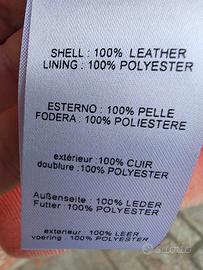 SHELL : 100% LEATHER
LINING : 100% POLYESTER
ESTERNO : 100% PELLE
FODERA : 100% POLIESTERE
extérieur : 100% CUIR
doublure :100% POLYESTER
Außenseite : 100% LEDER
Futter : 100% POLYESTER
exterieur : 100% LEER
voering : 100% POLYESTER
subito